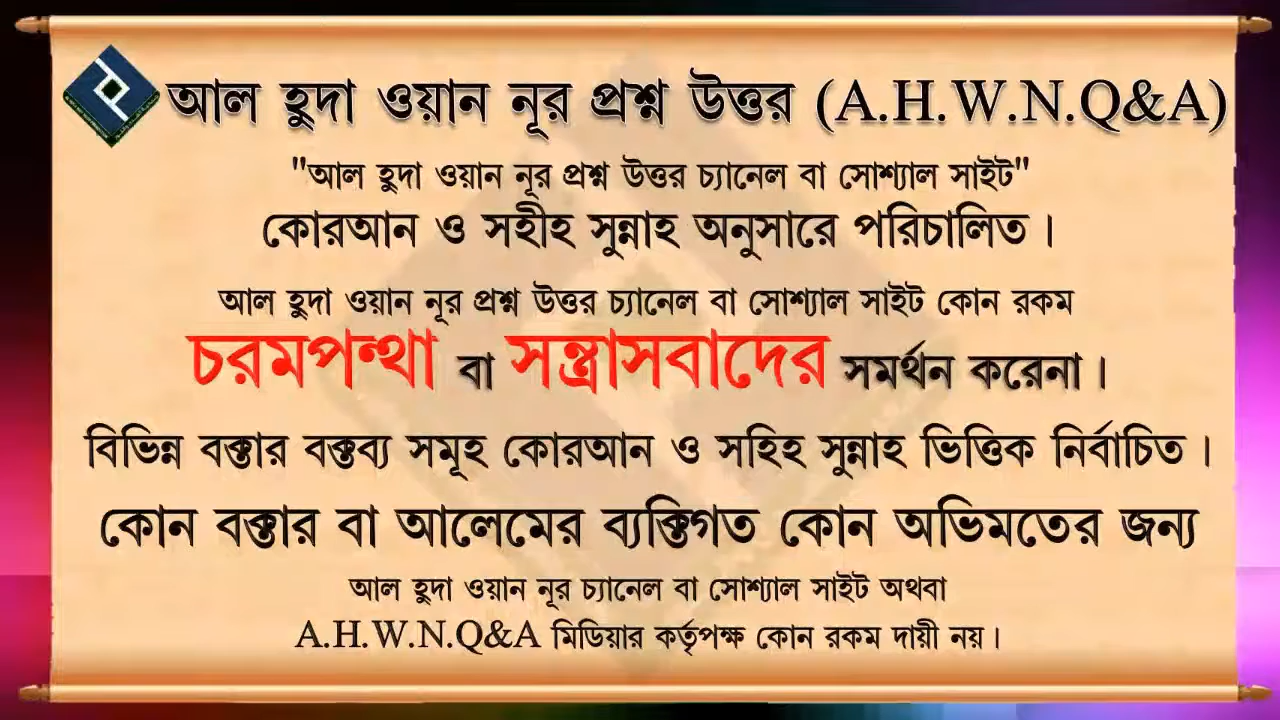 আল হুদা ওয়ান নূর প্রশ্ন উত্তর (A.H.W.N.Q&A)
"আল হুদা ওয়ান নূর প্রশ্ন উত্তর চ্যানেল বা সোশ্যাল সাইট"
কোরআন ও সহীহ সুন্নাহ অনুসারে পরিচালিত।
আল হুদা ওয়ান নূর প্রশ্ন উত্তর চ্যানেল বা সোশ্যাল সাইট কোন রকম
চরমপন্থা বা সন্ত্রাসবাদের সমর্থন করেনা।
বিভিন্ন বক্তার বক্তব্য সমূহ কোরআন ও সহিহ সুন্নাহ ভিত্তিক নির্বাচিত।
কোন বক্তার বা আলেমের ব্যক্তিগত কোন অভিমতের জন্য
আল হুদা ওয়ান নূর চ্যানেল বা সোশ্যাল সাইট অথবা
A.H.W.N.Q&A মিডিয়ার কর্তৃপক্ষ কোন রকম দায়ী নয়।